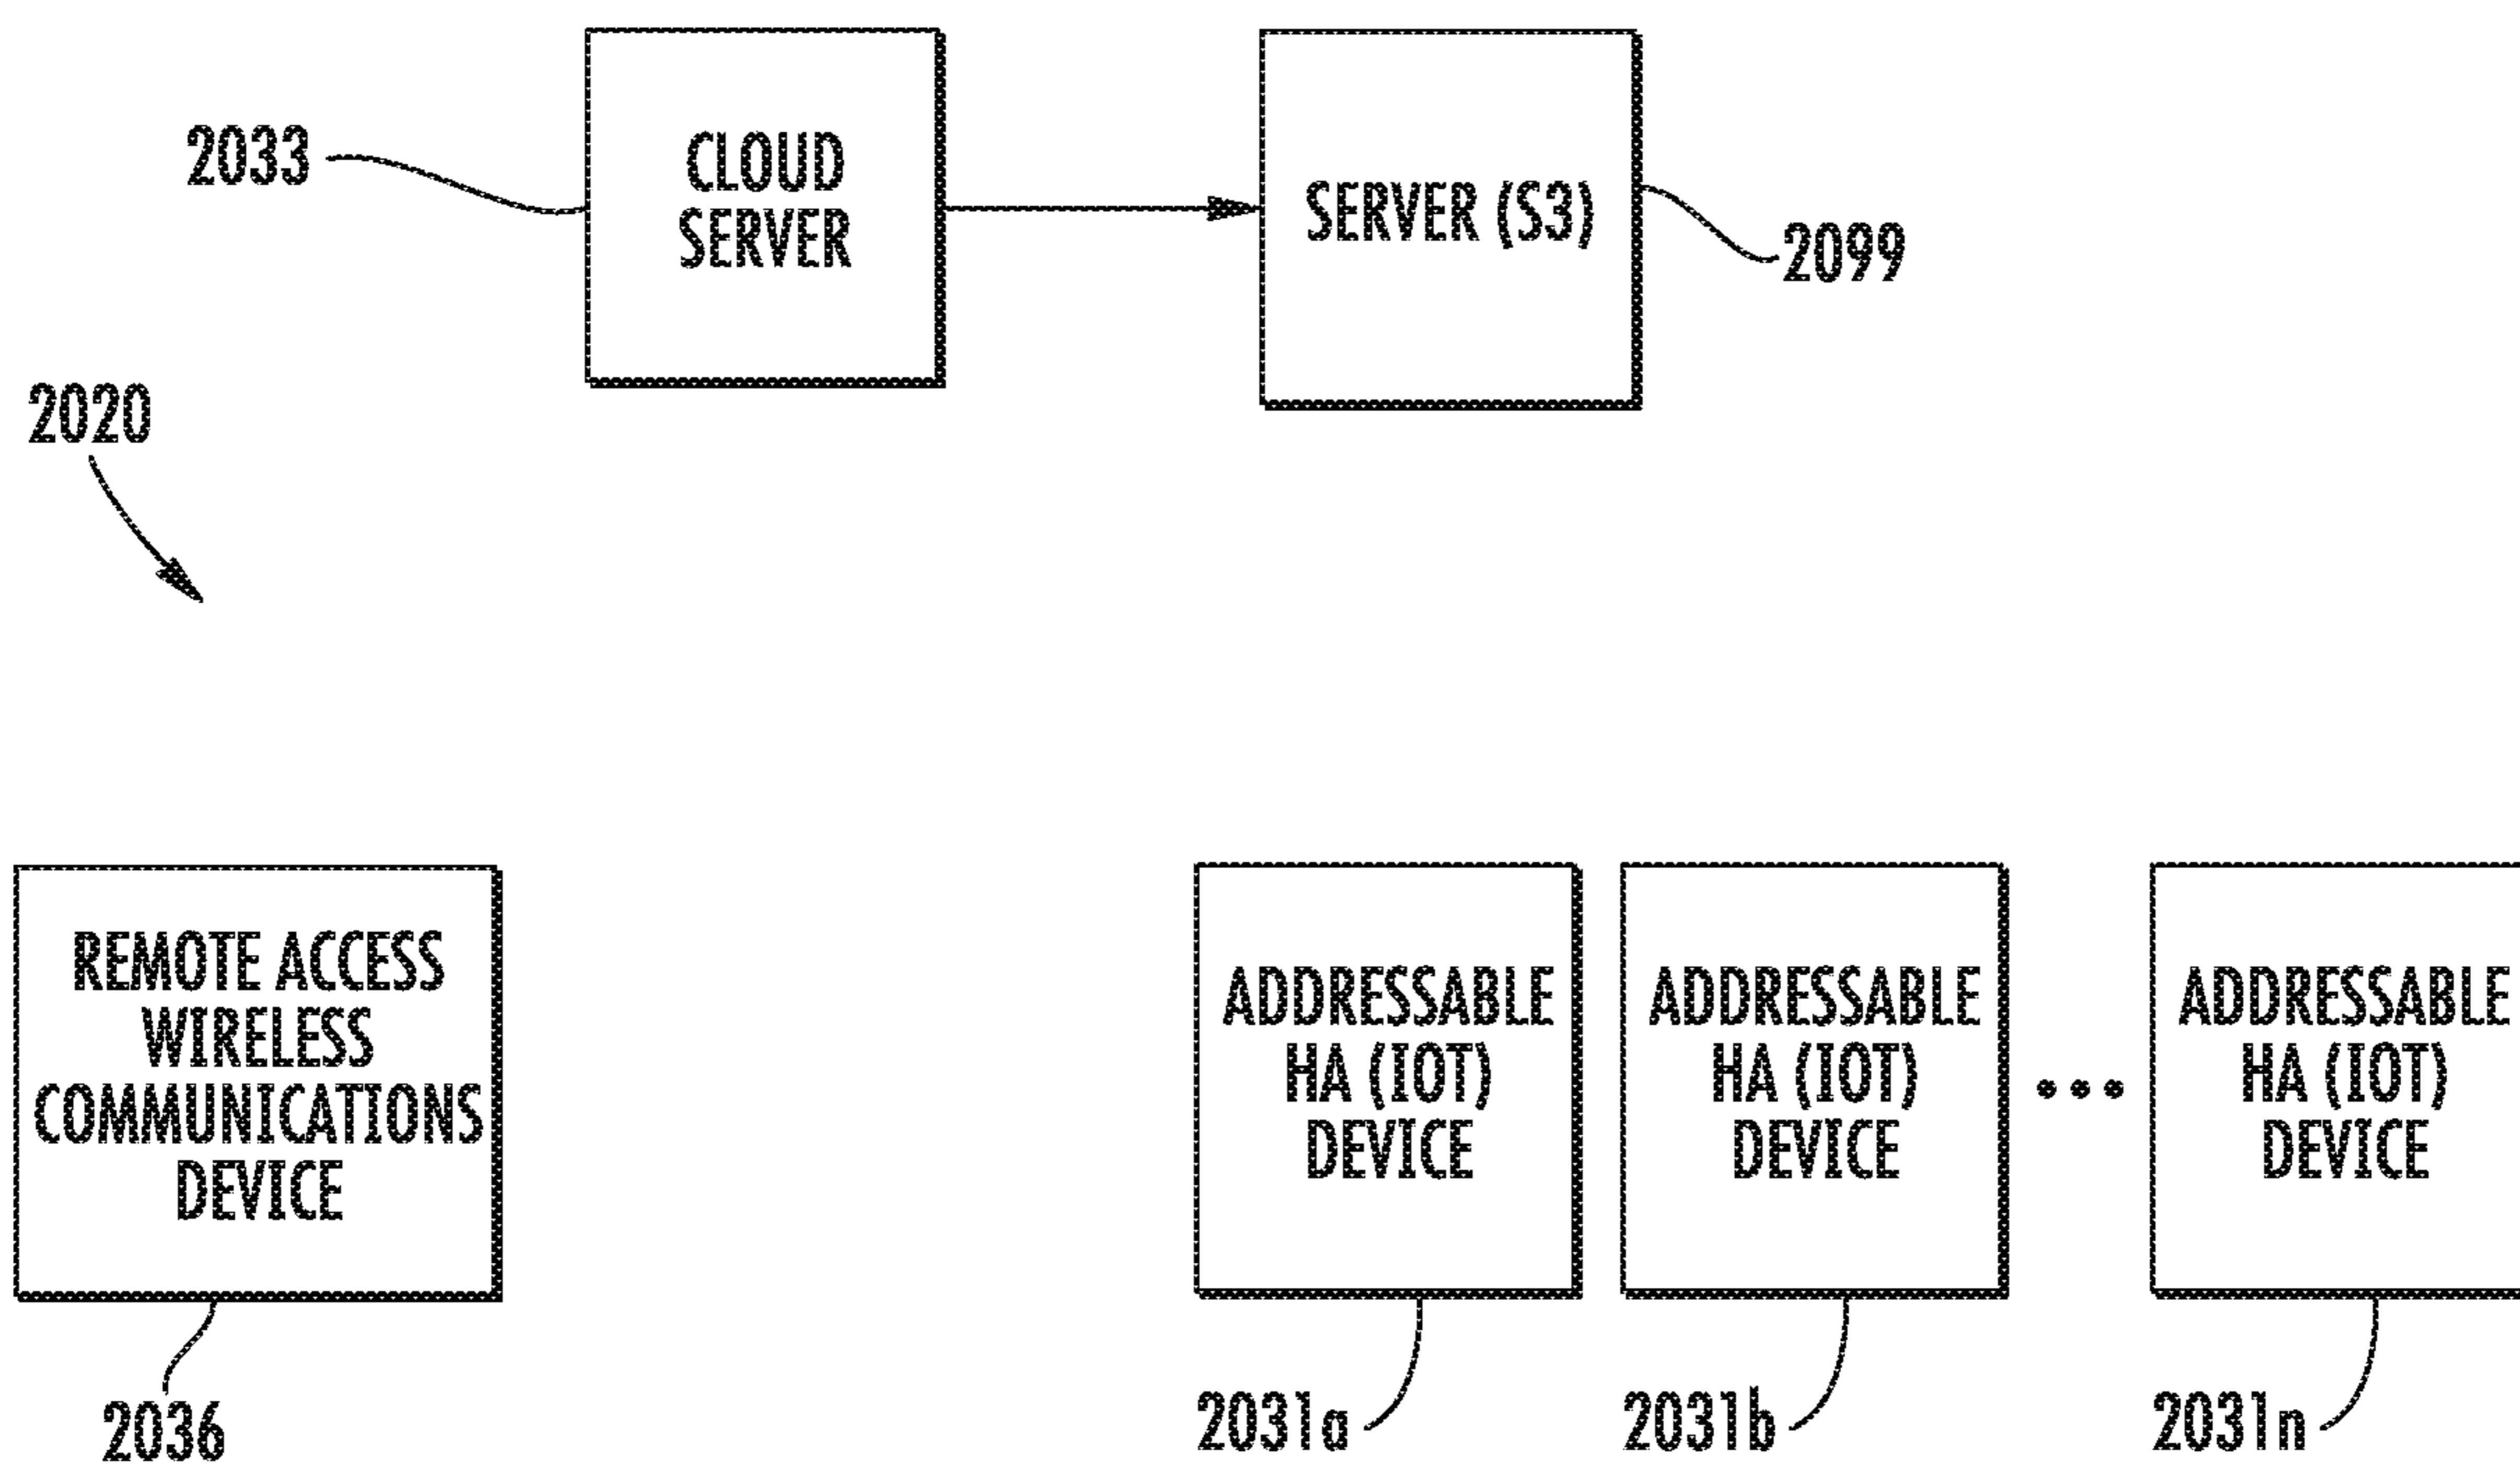 2033
CLOUD
SERVER
SERVER (S3)
2099
2020
REMOTE ACCESS
WIRELESS
COMMUNICATIONS
DEVICE
2036
ADDRESSABLE
HA (IOT)
DEVICE
2031a
ADDRESSABLE
HA (IOT)
DEVICE
2031b
•••
ADDRESSABLE
HA (IOT)
DEVICE
2031n